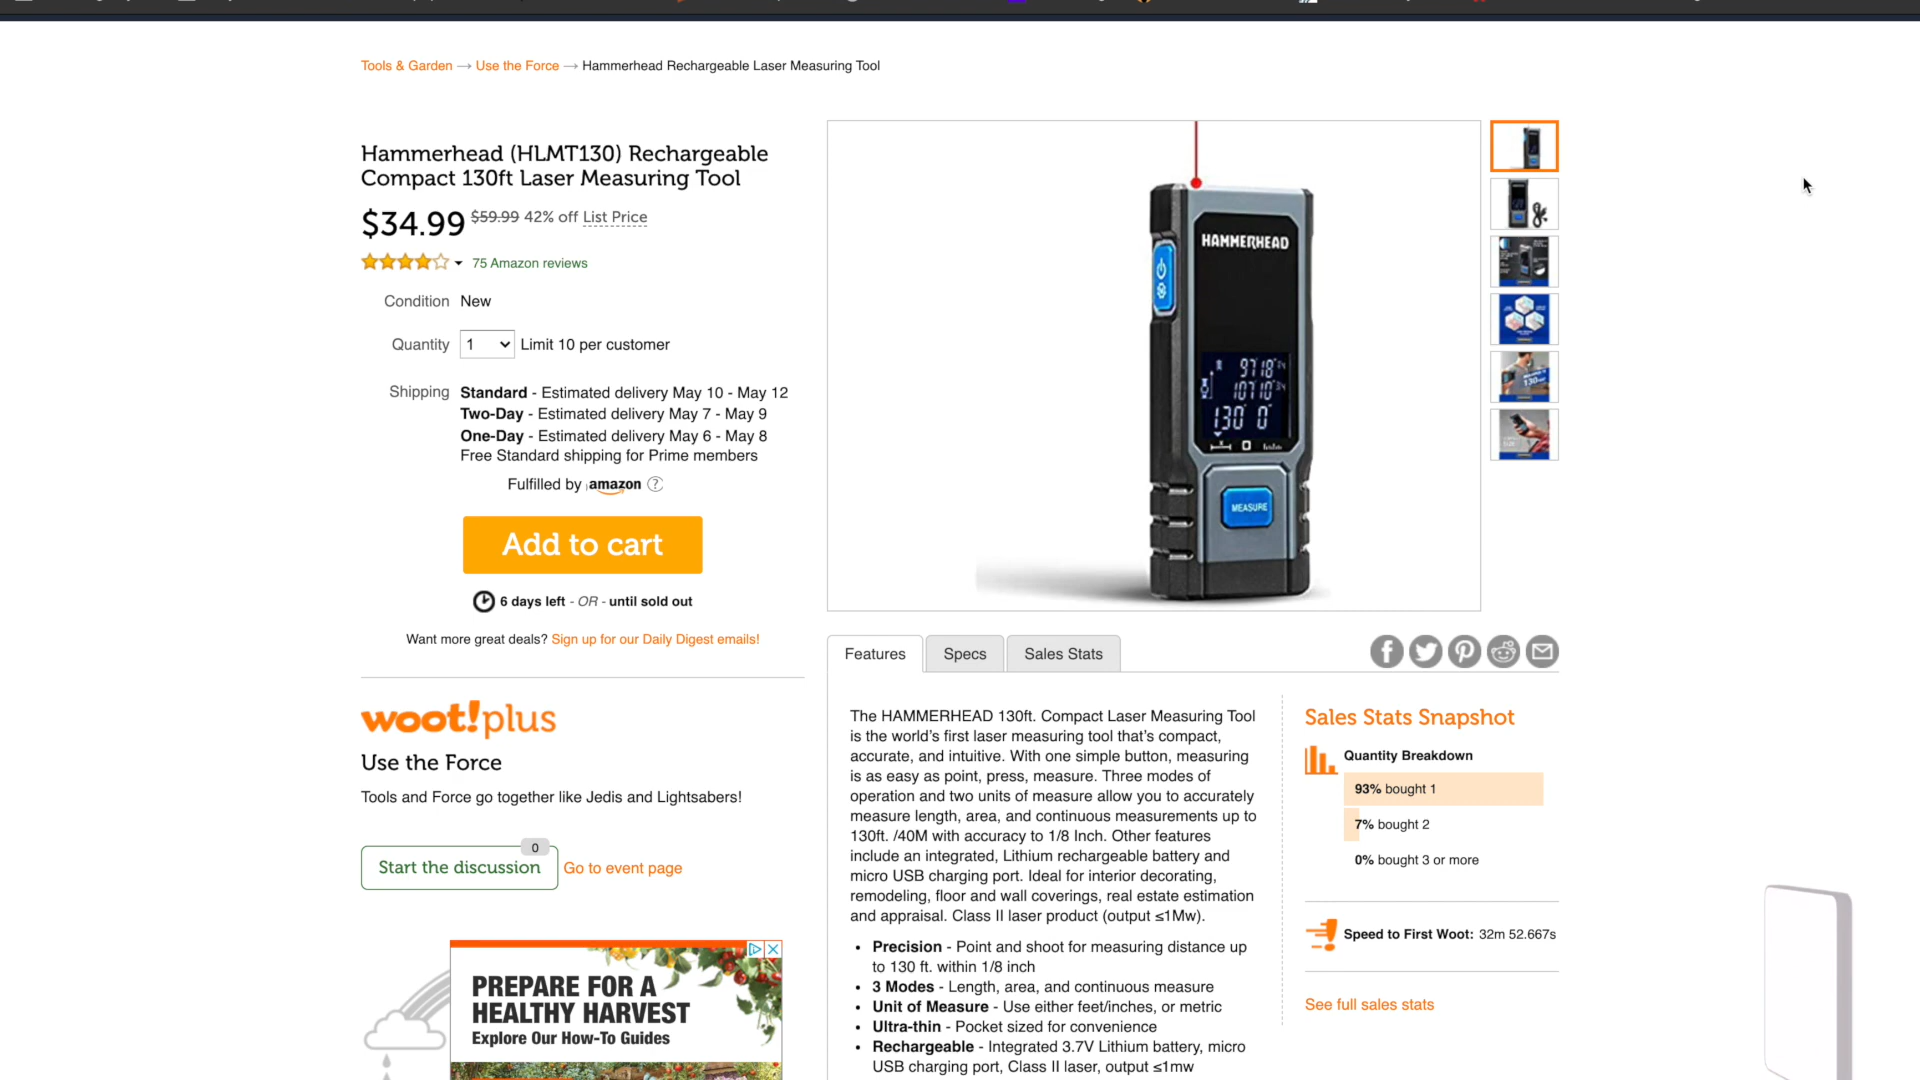 Tools & Garden → Use the Force → Hammerhead Rechargeable Laser Measuring Tool
Hammerhead (HLMT130) Rechargeable
Compact 130ft Laser Measuring Tool
$34.99 $59.99 42% off List Price
75 Amazon reviews
Condition New
Quantity 1 Limit 10 per customer
Shipping Standard - Estimated delivery May 10 - May 12
Two-Day - Estimated delivery May 7 - May 9
One-Day - Estimated delivery May 6 - May 8
Free Standard shipping for Prime members
Fulfilled by amazon ?
Add to cart
6 days left - OR - until sold out
Want more great deals? Sign up for our Daily Digest emails!
woot!plus
Use the Force
Tools and Force go together like Jedis and Lightsabers!
0
Start the discussion Go to event page
PREPARE FOR A
HEALTHY HARVEST
Explore Our How-To Guides
HAMMERHEAD
130 0"
MEASURE
Features Specs Sales Stats
The HAMMERHEAD 130ft. Compact Laser Measuring Tool
is the world's first laser measuring tool that's compact,
accurate, and intuitive. With one simple button, measuring
is as easy as point, press, measure. Three modes of
operation and two units of measure allow you to accurately
measure length, area, and continuous measurements up to
130ft. /40M with accuracy to 1/8 Inch. Other features
include an integrated, Lithium rechargeable battery and
micro USB charging port. Ideal for interior decorating,
remodeling, floor and wall coverings, real estate estimation
and appraisal. Class II laser product (output ≤1Mw).
• Precision - Point and shoot for measuring distance up
to 130 ft. within 1/8 inch
• 3 Modes - Length, area, and continuous measure
• Unit of Measure - Use either feet/inches, or metric
• Ultra-thin - Pocket sized for convenience
• Rechargeable - Integrated 3.7V Lithium battery, micro
USB charging port, Class II laser, output ≤1mw
Sales Stats Snapshot
Quantity Breakdown
93% bought 1
7% bought 2
0% bought 3 or more
Speed to First Woot: 32m 52.667s
See full sales stats